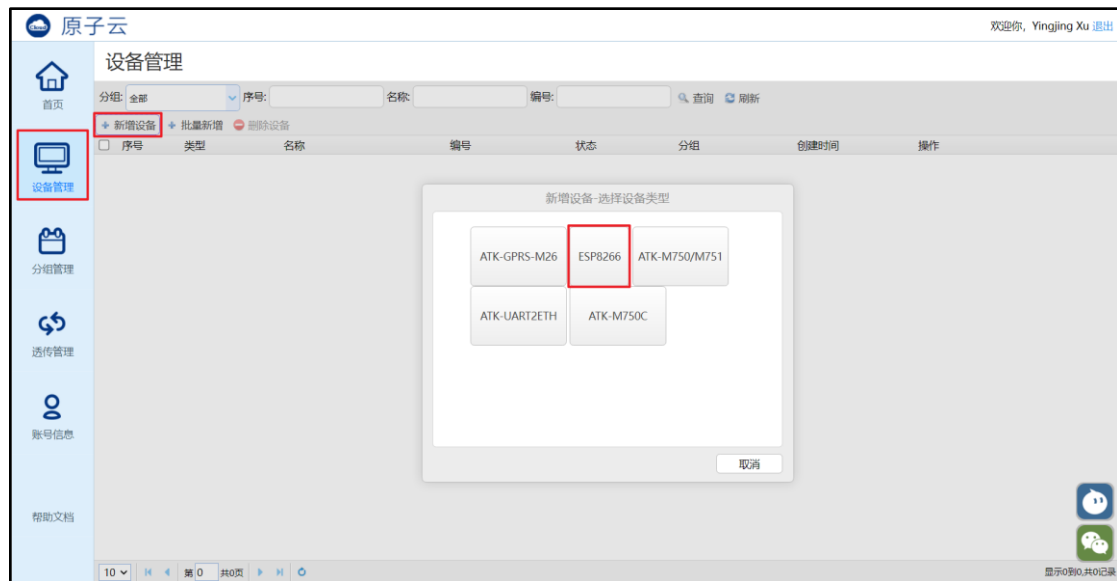 原子云
欢迎你，Yingjing Xu 退出
设备管理
首页
分组: 全部 序号: 名称: 编号: 查询 刷新
新增设备 批量新增 删除设备
序号 类型 名称 编号 状态 分组 创建时间 操作
设备管理
新增设备-选择设备类型
ATK-GPRS-M26 ESP8266 ATK-M750/M751
ATK-UART2ETH ATK-M750C
取消
分组管理
透传管理
账号信息
帮助文档
10 第 0 共0页 显示0到0,共0记录